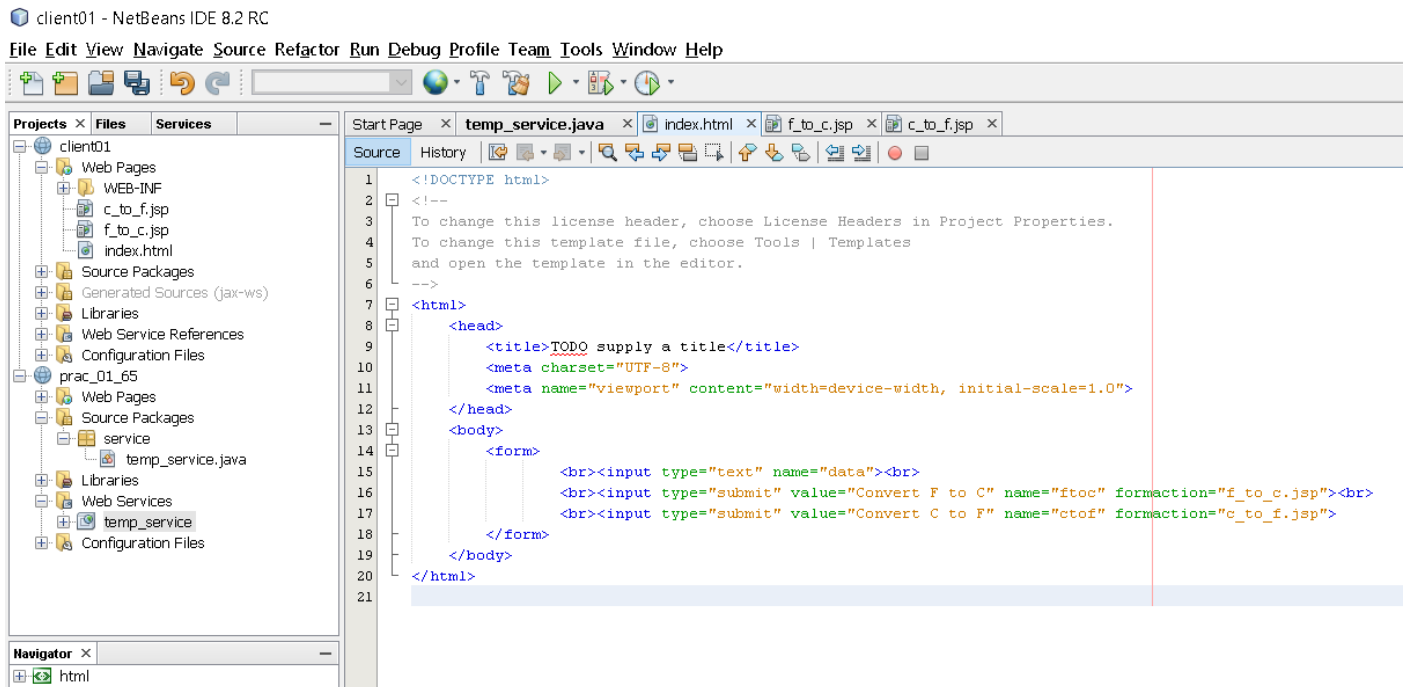 client01 - NetBeans IDE 8.2 RC
File Edit View Navigate Source Refactor Run Debug Profile Team Tools Window Help
Projects Files Services
client01
Web Pages
WEB-INF
c_to_f.jsp
f_to_c.jsp
index.html
Source Packages
Generated Sources (jax-ws)
Libraries
Web Service References
Configuration Files
prac_01_65
Web Pages
Source Packages
service
temp_service.java
Libraries
Web Services
temp_service
Configuration Files
Navigator
html
Start Page temp_service.java index.html f_to_c.jsp c_to_f.jsp
Source History
1 <!DOCTYPE html>
2 <!--
3 To change this license header, choose License Headers in Project Properties.
4 To change this template file, choose Tools | Templates
5 and open the template in the editor.
6 -->
7 <html>
8 <head>
9 <title>TODO supply a title</title>
10 <meta charset="UTF-8">
11 <meta name="viewport" content="width=device-width, initial-scale=1.0">
12 </head>
13 <body>
14 <form>
15 <br><input type="text" name="data"><br>
16 <br><input type="submit" value="Convert F to C" name="ftoc" formaction="f_to_c.jsp"><br>
17 <br><input type="submit" value="Convert C to F" name="ctof" formaction="c_to_f.jsp">
18 </form>
19 </body>
20 </html>
21